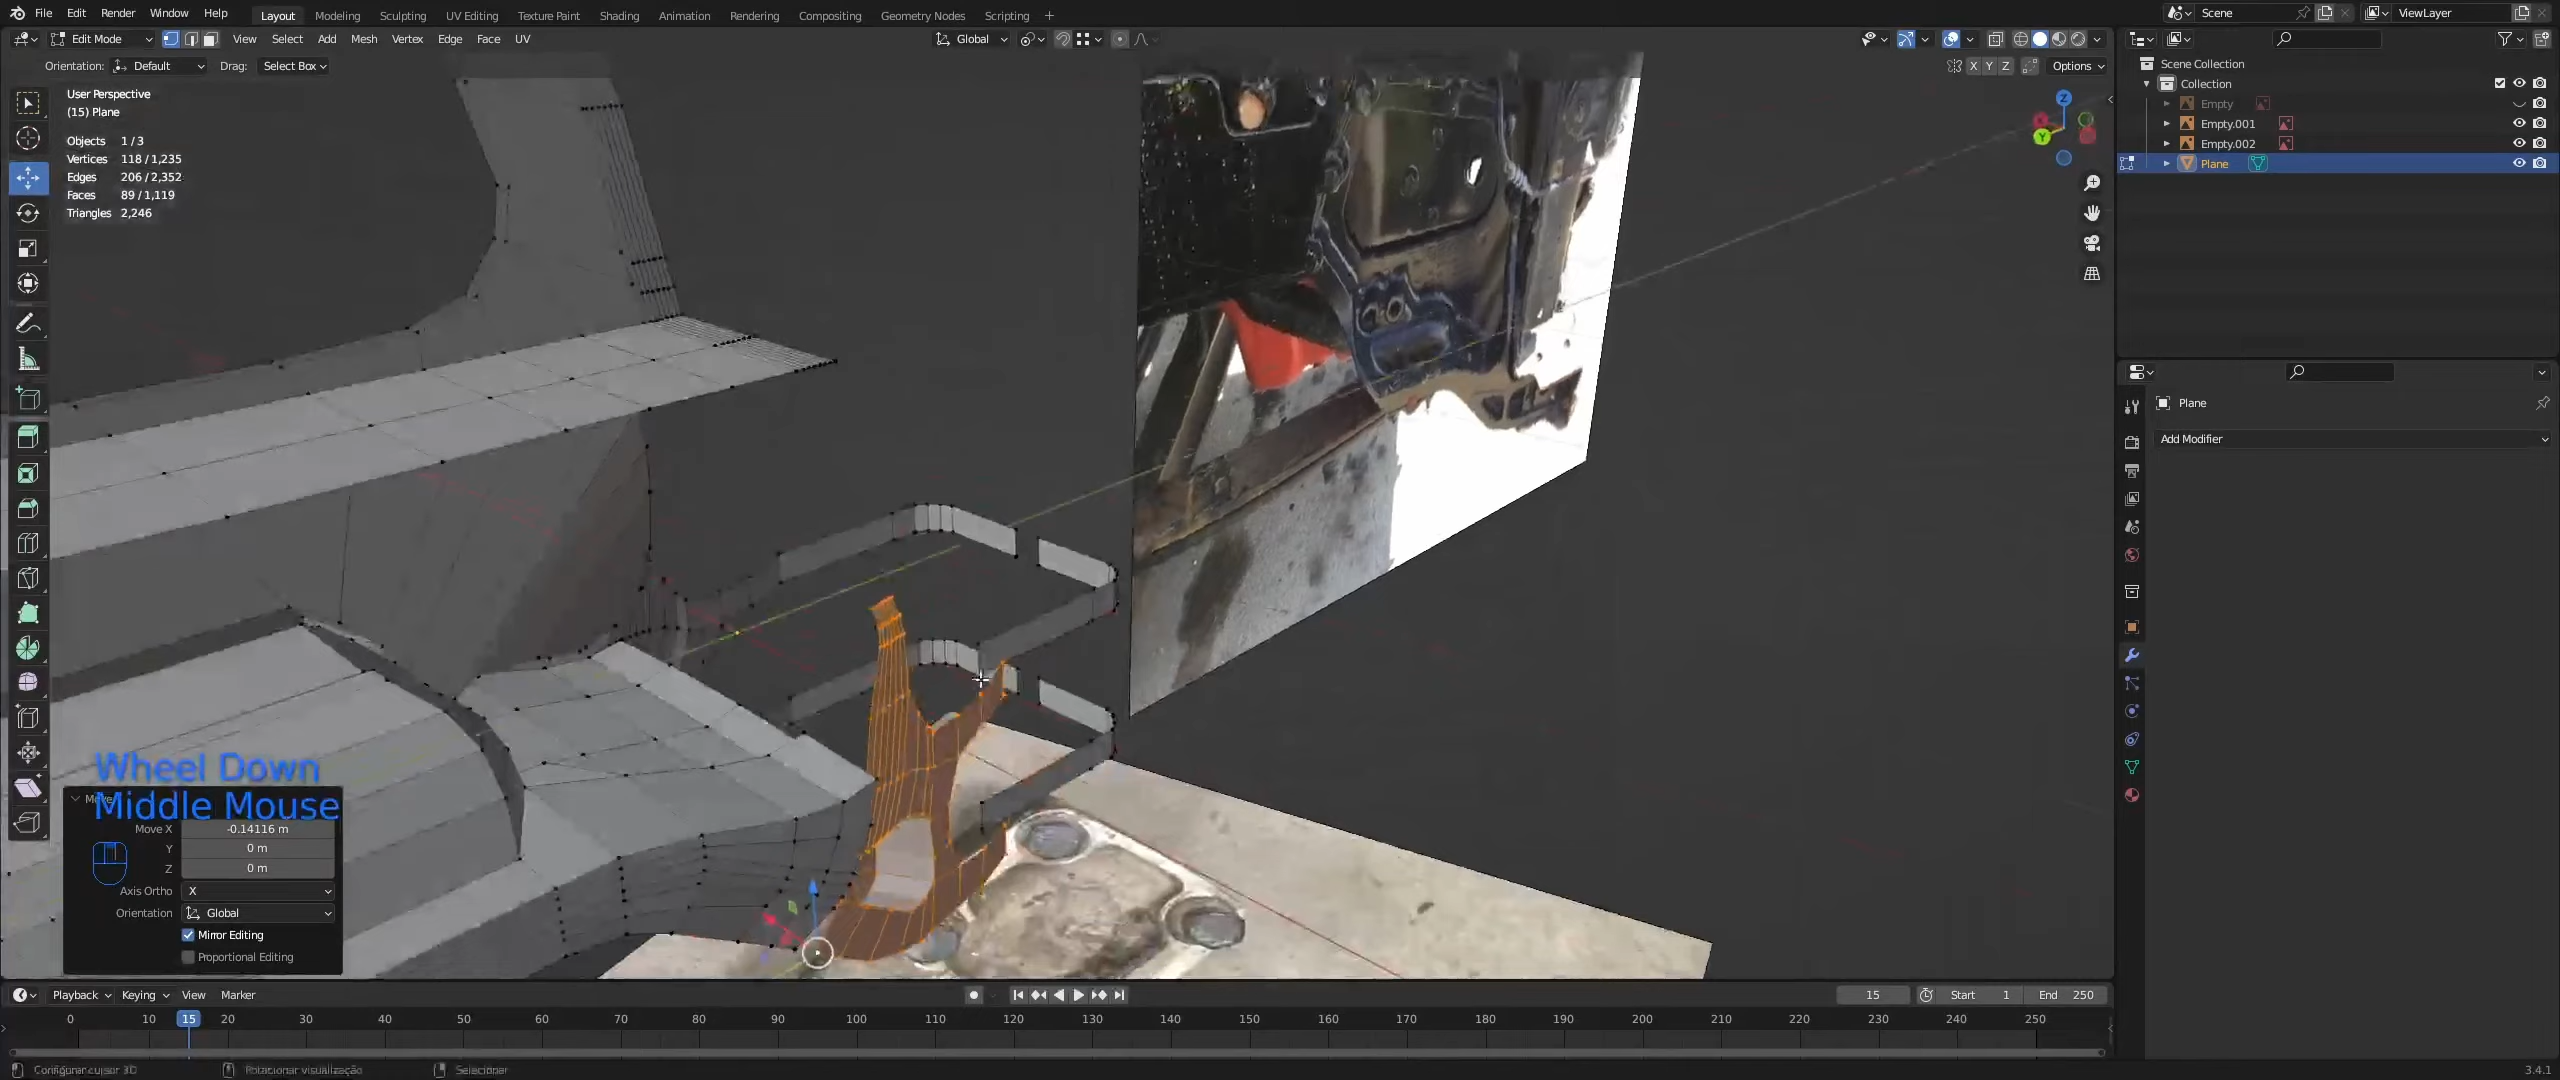 File Edit Render Window Help Layout Modeling Sculpting UV Editing Texture Paint Shading Animation Rendering Compositing Geometry Nodes Scripting + Scene ViewLayer
Edit Mode View Select Add Mesh Vertex Edge Face UV Global
Orientation: Default Drag: Select Box X Y Z Options
User Perspective
(15) Plane
Objects 1 / 3
Vertices 118 / 1,235
Edges 206 / 2,352
Faces 89 / 1,119
Triangles 2,246
Z
Y
Scene Collection
Collection
Empty
Empty.001
Empty.002
Plane
Plane
Add Modifier
Wheel Down
Middle Mouse
Move X -0.14116 m
Y 0 m
Z 0 m
Axis Ortho X
Orientation Global
Mirror Editing
Proportional Editing
Playback Keying View Marker 15 Start 1 End 250
0 10 15 20 30 40 50 60 70 80 90 100 110 120 130 140 150 160 170 180 190 200 210 220 230 240 250
Configurar cursor 3D Rotacionar visualização Selecionar 3.4.1